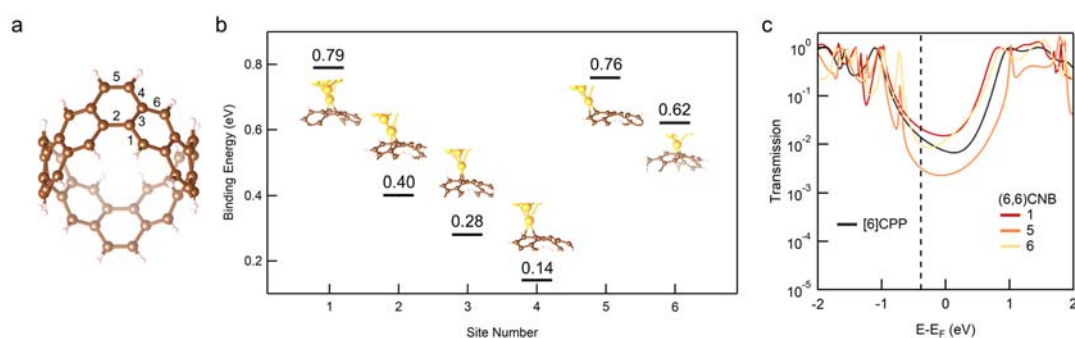 a
5
4
6
3
2
1
b
Binding Energy (eV)
0.8
0.6
0.4
0.2
0.79
0.40
0.28
0.14
0.76
0.62
1 2 3 4 5 6
Site Number
c
Transmission
10⁰
10⁻¹
10⁻²
10⁻³
10⁻⁴
10⁻⁵
[6]CPP
(6,6)CNB
1
5
6
-2 -1 0 1 2
E-E_F (eV)